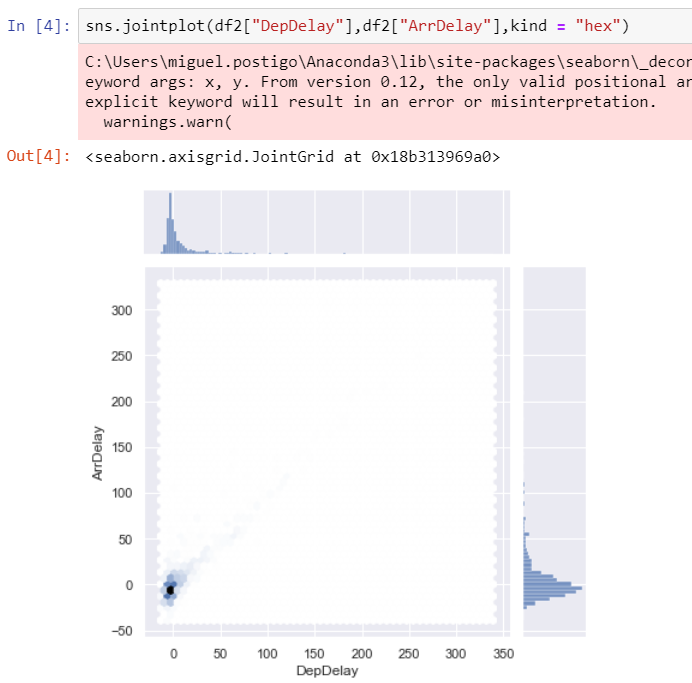 In [4]: sns.jointplot(df2["DepDelay"],df2["ArrDelay"],kind = "hex")
C:\Users\miguel.postigo\Anaconda3\lib\site-packages\seaborn\_decor
eyword args: x, y. From version 0.12, the only valid positional ar
explicit keyword will result in an error or misinterpretation.
warnings.warn(
Out[4]: <seaborn.axisgrid.JointGrid at 0x18b313969a0>
300
250
200
150
100
50
0
−50
ArrDelay
0 50 100 150 200 250 300 350
DepDelay